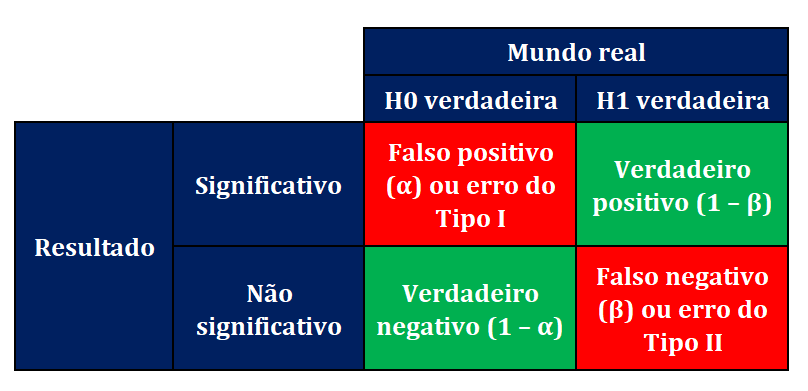 Mundo real
H0 verdadeira
H1 verdadeira
Resultado
Significativo
Falso positivo
(α) ou erro do
Tipo I
Verdadeiro
positivo (1 – β)
Não
significativo
Verdadeiro
negativo (1 – α)
Falso negativo
(β) ou erro do
Tipo II